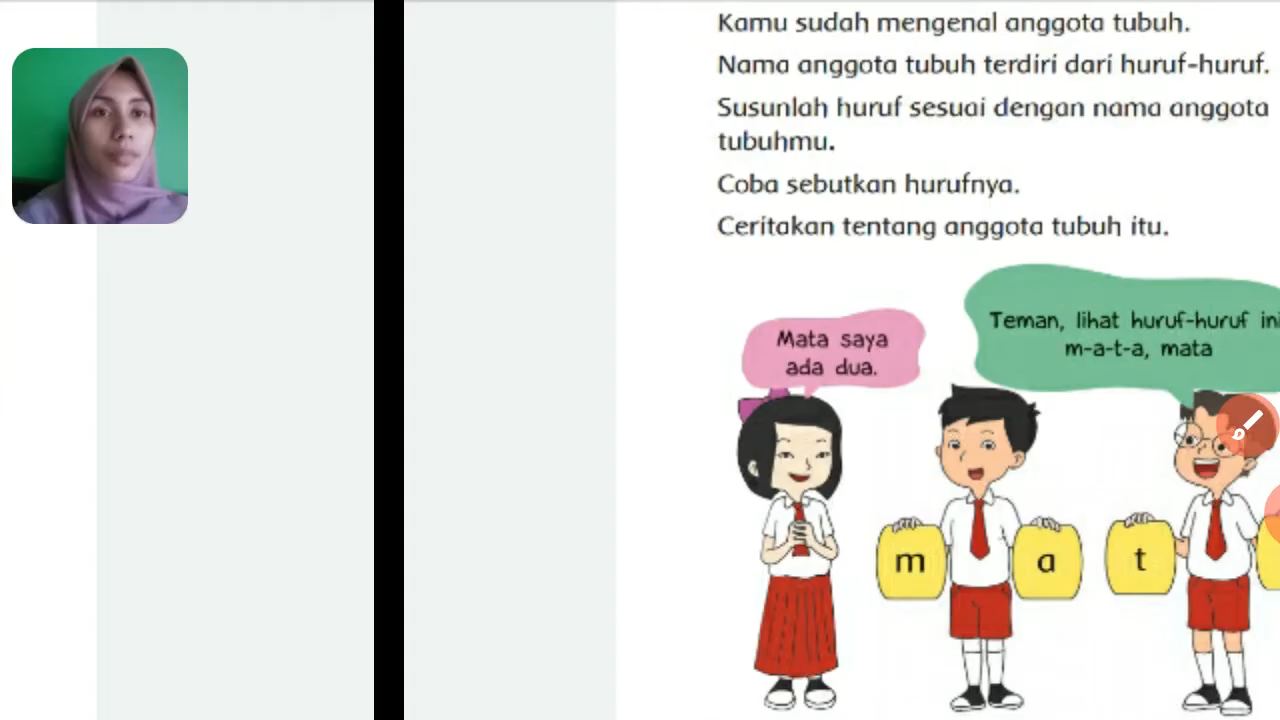 Kamu sudah mengenal anggota tubuh.
Nama anggota tubuh terdiri dari huruf-huruf.
Susunlah huruf sesuai dengan nama anggota
tubuhmu.
Coba sebutkan hurufnya.
Ceritakan tentang anggota tubuh itu.
Mata saya
ada dua.
Teman, lihat huruf-huruf ini
m-a-t-a, mata
m a t